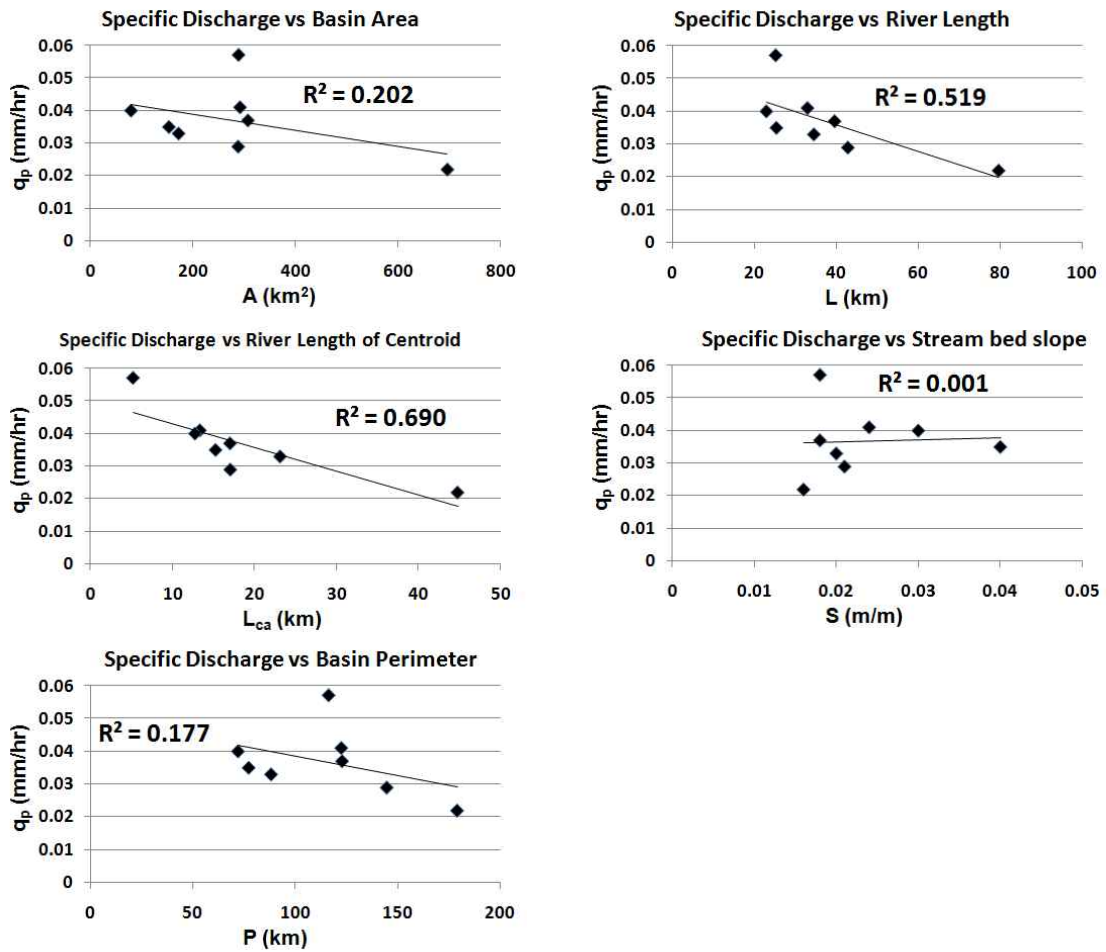 Specific Discharge vs Basin Area
0.06
0.05
0.04
0.03
0.02
0.01
0
q_p (mm/hr)
R² = 0.202
0 200 400 600 800
A (km²)
Specific Discharge vs River Length
0.06
0.05
0.04
0.03
0.02
0.01
0.00
q_p (mm/hr)
R² = 0.519
0 20 40 60 80 100
L (km)
Specific Discharge vs River Length of Centroid
0.06
0.05
0.04
0.03
0.02
0.01
0
q_p (mm/hr)
R² = 0.690
0 10 20 30 40 50
L_ca (km)
Specific Discharge vs Stream bed slope
0.06
0.05
0.04
0.03
0.02
0.01
0
q_p (mm/hr)
R² = 0.001
0 0.01 0.02 0.03 0.04 0.05
S (m/m)
Specific Discharge vs Basin Perimeter
0.06
0.05
0.04
0.03
0.02
0.01
0
q_p (mm/hr)
R² = 0.177
0 50 100 150 200
P (km)